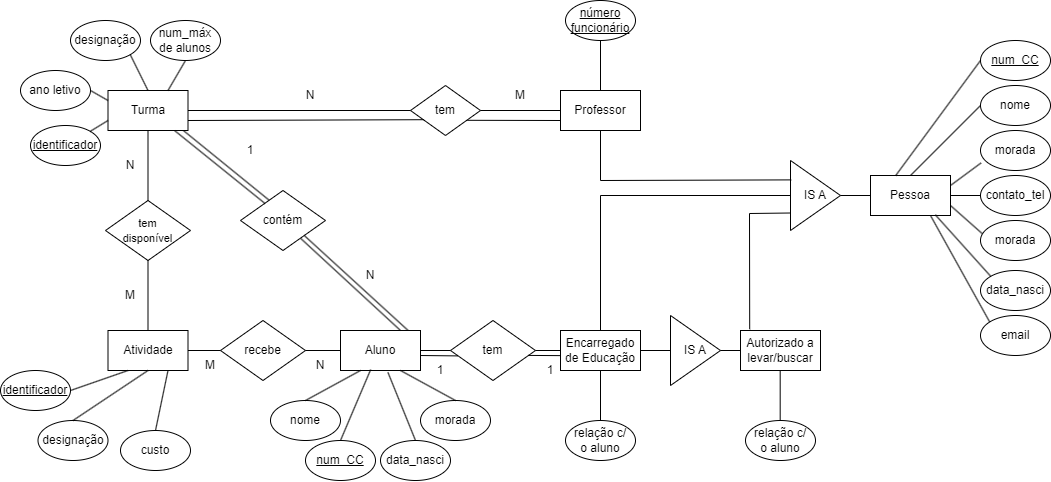 número
funcionário
designação
num_máx
de alunos
num_CC
ano letivo
Turma
N
tem
M
Professor
nome
identificador
1
morada
N
IS A
Pessoa
contato_tel
contém
tem
disponível
morada
N
data_nasci
M
email
Atividade
recebe
Aluno
tem
Encarregado
de Educação
IS A
Autorizado a
levar/buscar
M
N
1
1
identificador
nome
morada
relação c/
o aluno
relação c/
o aluno
designação
custo
num_CC
data_nasci